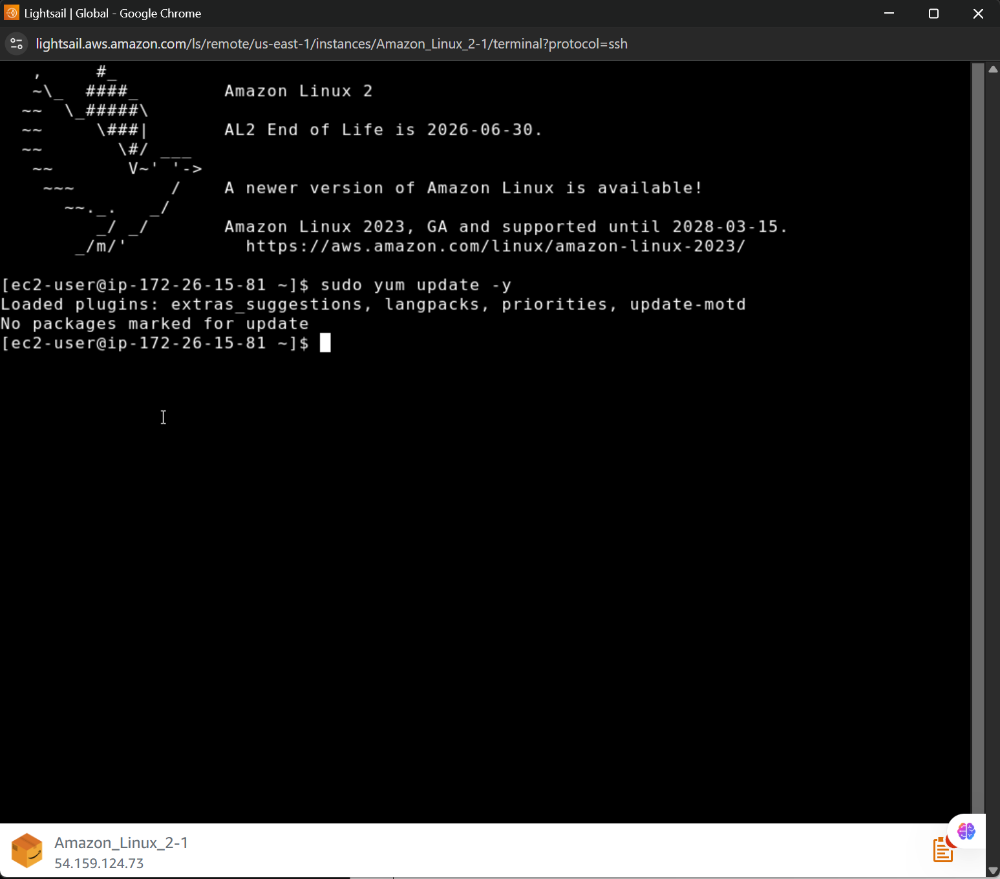 Lightsail | Global - Google Chrome
lightsail.aws.amazon.com/ls/remote/us-east-1/instances/Amazon_Linux_2-1/terminal?protocol=ssh
   ,     #_
   ~\_  ####_        Amazon Linux 2
  ~~  \_#####\
  ~~     \###|       AL2 End of Life is 2026-06-30.
  ~~       \#/ ___
   ~~       V~' '->
    ~~~         /    A newer version of Amazon Linux is available!
      ~~._.   _/
         _/ _/       Amazon Linux 2023, GA and supported until 2028-03-15.
       _/m/'           https://aws.amazon.com/linux/amazon-linux-2023/
[ec2-user@ip-172-26-15-81 ~]$ sudo yum update -y
Loaded plugins: extras_suggestions, langpacks, priorities, update-motd
No packages marked for update
[ec2-user@ip-172-26-15-81 ~]$
Amazon_Linux_2-1
54.159.124.73